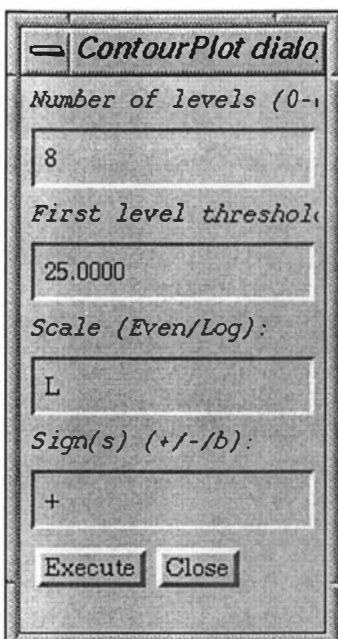 ContourPlot dialo
Number of levels (0-
8
First level threshol
25.0000
Scale (Even/Log):
L
Sign(s) (+/-/b):
+
Execute Close